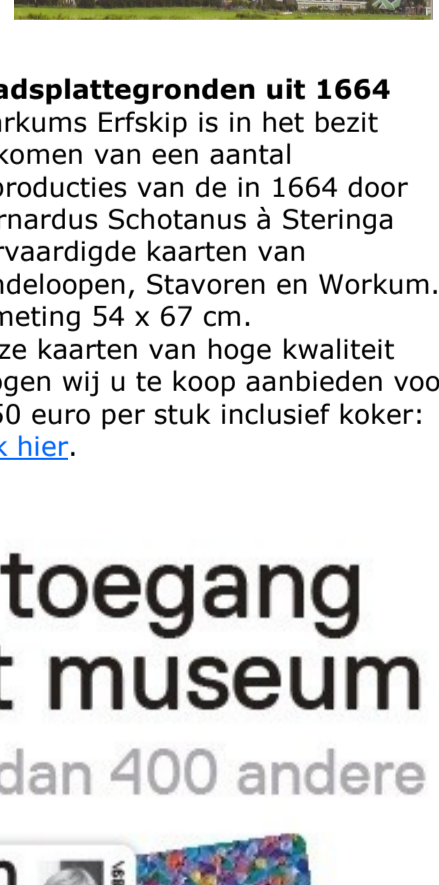 adsplattegronden uit 1664
arkums Erfskip is in het bezit
komen van een aantal
producties van de in 1664 door
rnardus Schotanus à Steringa
rvaardigde kaarten van
ndeloopen, Stavoren en Workum.
meting 54 x 67 cm.
ze kaarten van hoge kwaliteit
ogen wij u te koop aanbieden voo
50 euro per stuk inclusief koker:
k hier.
toegang
t museum
dan 400 andere